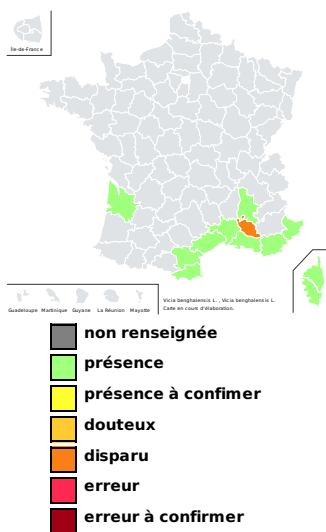 Île-de-France
Guadeloupe Martinique Guyane La Réunion Mayotte
Vicia benghalensis L. , Vicia benghalensis L.
Carte en cours d'élaboration.
non renseignée
présence
présence à confimer
douteux
disparu
erreur
erreur à confirmer